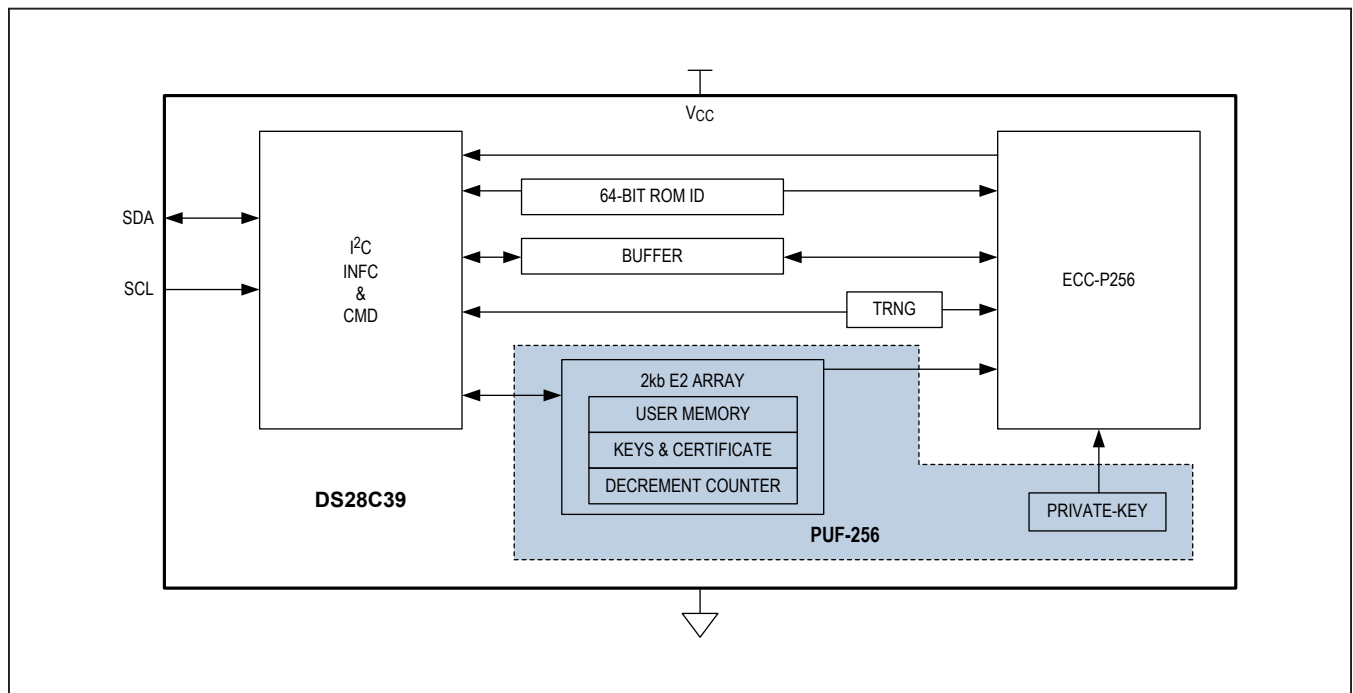 VCC
SDA
SCL
I2C
INFC
&
CMD
64-BIT ROM ID
BUFFER
TRNG
ECC-P256
2kb E2 ARRAY
USER MEMORY
KEYS & CERTIFICATE
DECREMENT COUNTER
PRIVATE-KEY
DS28C39
PUF-256